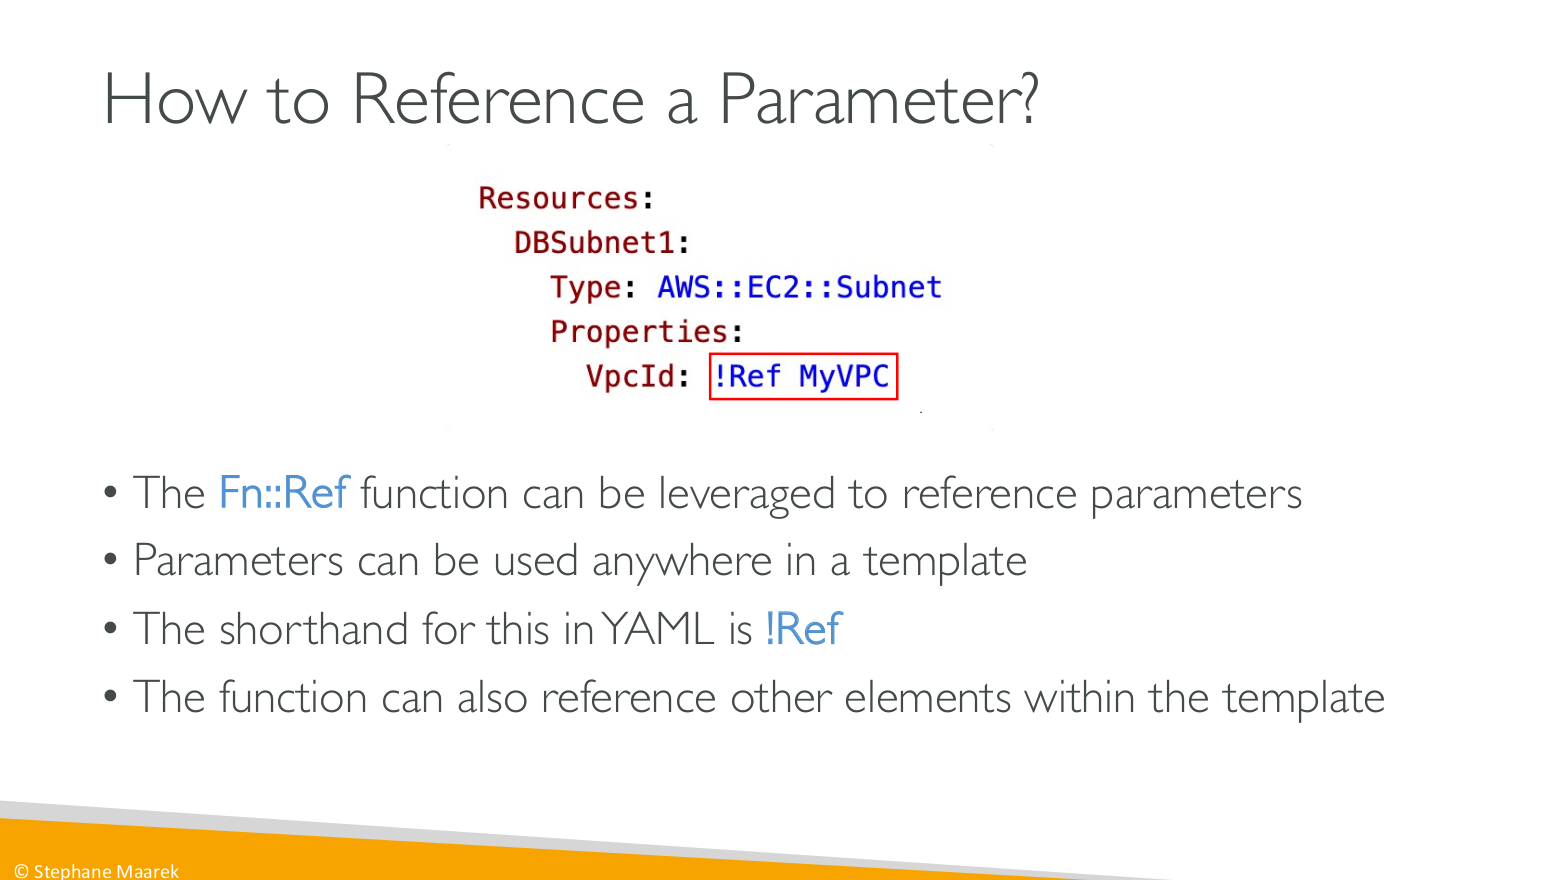 How to Reference a Parameter?
Resources:
DBSubnet1:
Type: AWS::EC2::Subnet
Properties:
VpcId: !Ref MyVPC
• The Fn::Ref function can be leveraged to reference parameters
• Parameters can be used anywhere in a template
• The shorthand for this in YAML is !Ref
• The function can also reference other elements within the template
© Stephane Maarek